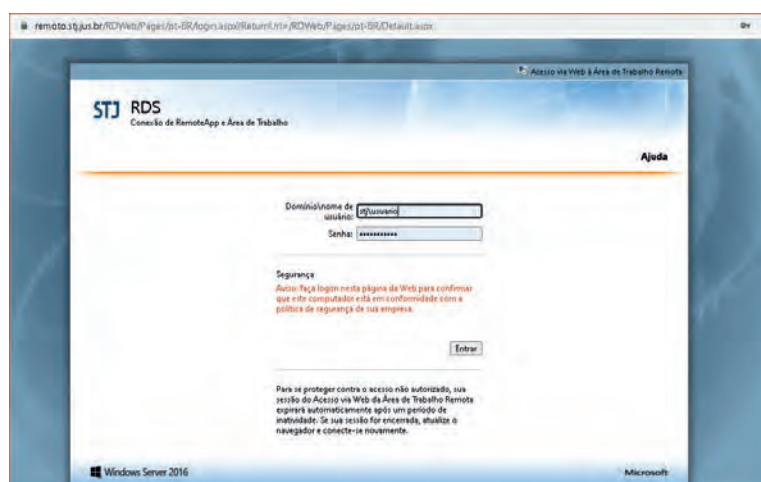 remoto.stj.jus.br/RDWeb/Pages/pt-BR/login.aspx?ReturnUrl=/RDWeb/Pages/pt-BR/Default.aspx
Acesso via Web à Área de Trabalho Remota
STJ RDS
Conexão de RemoteApp e Área de Trabalho
Ajuda
Domínio\nome de
usuário: stj\usuario
Senha: •••••••••••
Segurança
Aviso: Faça logon nesta página da Web para confirmar
que este computador está em conformidade com a
política de segurança de sua empresa.
Entrar
Para se proteger contra o acesso não autorizado, sua
sessão do Acesso via Web da Área de Trabalho Remota
expirará automaticamente após um período de
inatividade. Se sua sessão for encerrada, atualize o
navegador e conecte-se novamente.
Windows Server 2016
Microsoft